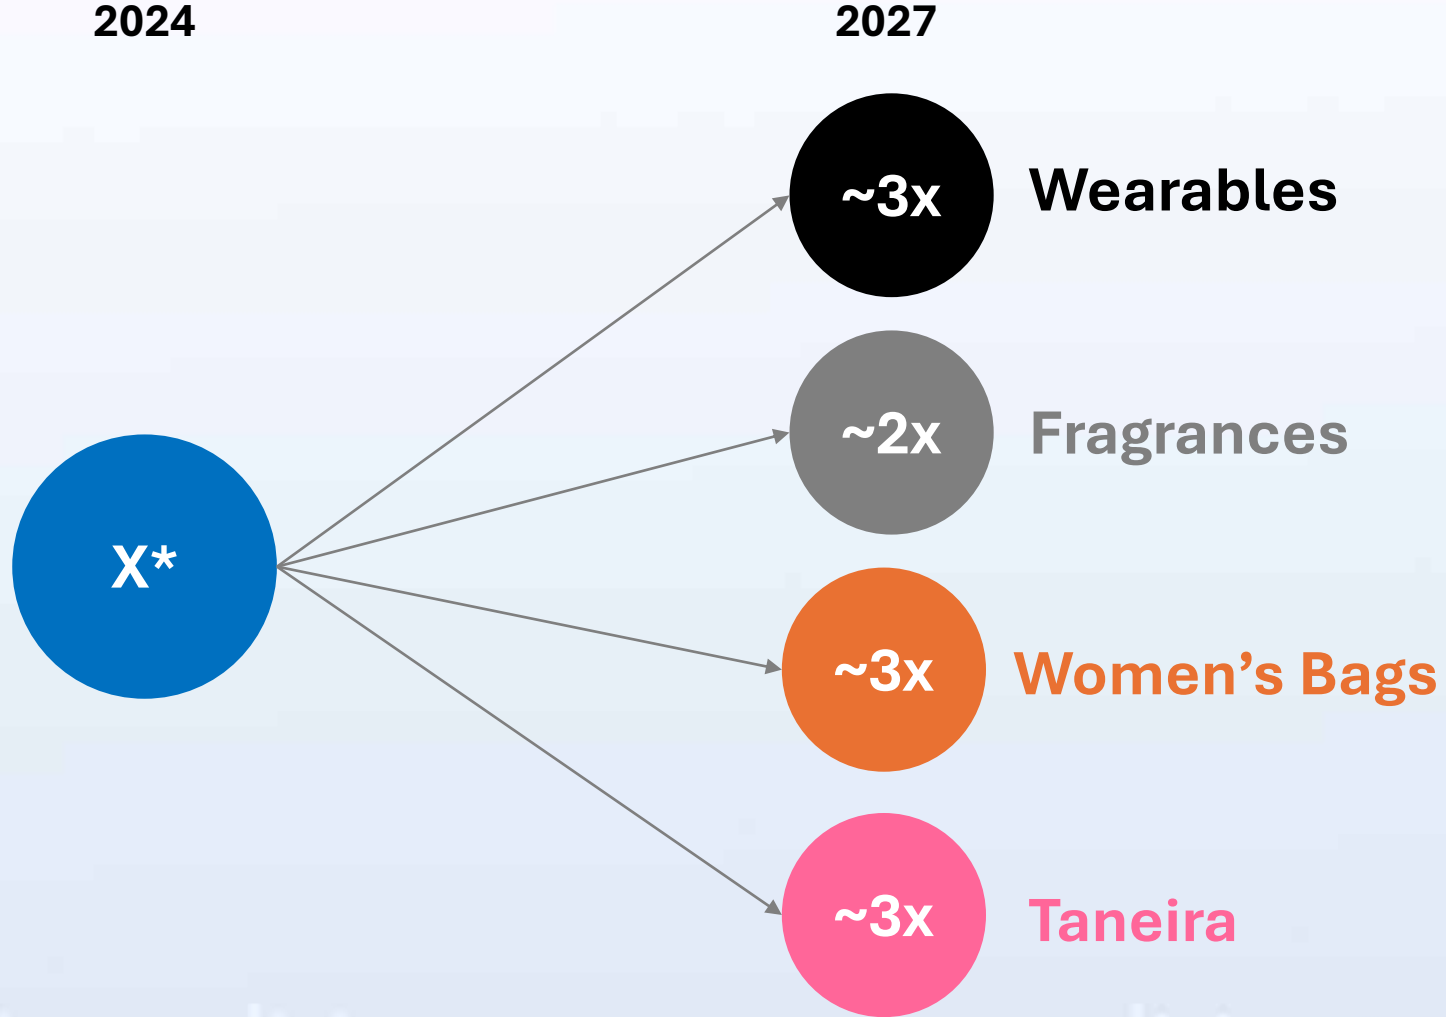 2024
2027
~3x
Wearables
~2x
Fragrances
X*
~3x
Women’s Bags
~3x
Taneira